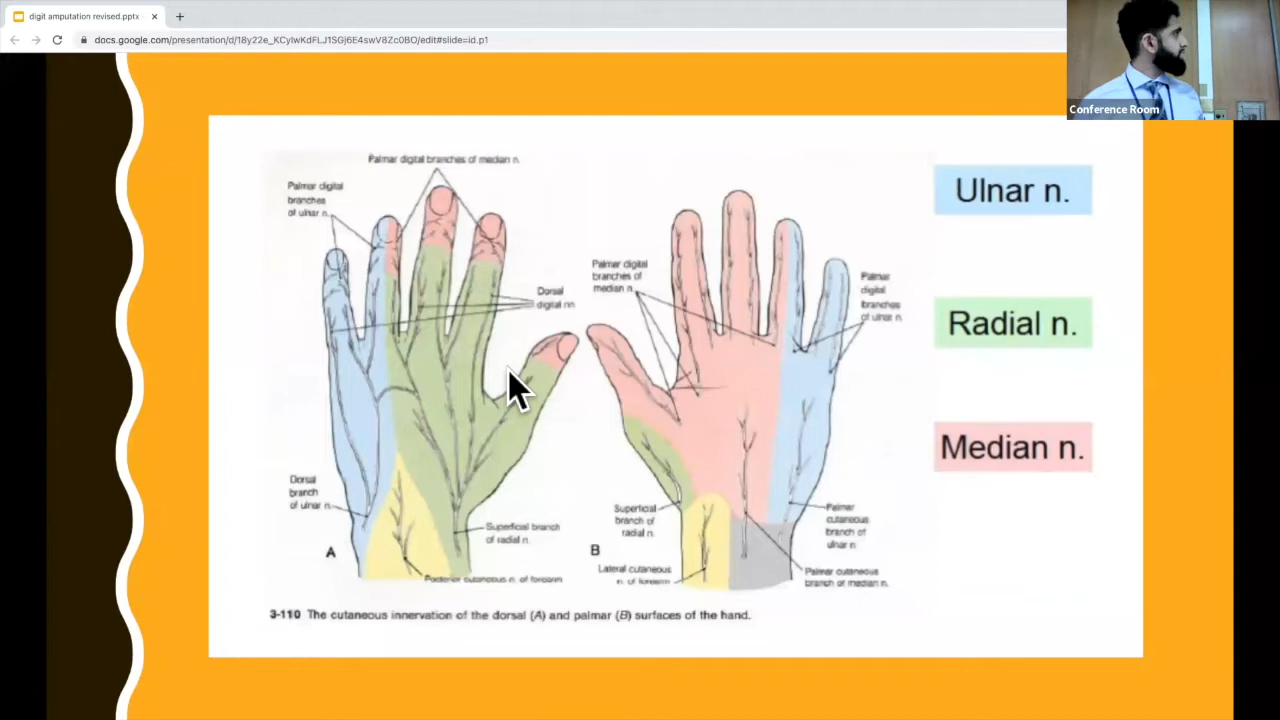 digit amputation revised.pptx
docs.google.com/presentation/d/18y22e_KCyIwKdFLJ1SGj6E4swV8Zc0BO/edit#slide=id.p1
Conference Room
Palmar digital branches of median n.
Palmar digital
branches
of ulnar n.
Dorsal
digital nn
Dorsal
branch
of ulnar n.
Superficial branch
of radial n.
A
Posterior cutaneous n. of forearm
Palmar digital
branches of
median n.
Palmar
digital
branches
of ulnar n.
Superficial
branch of
radial n.
B
Lateral cutaneous
n. of forearm
Palmar
cutaneous
branch of
ulnar n.
Palmar cutaneous
branch of median n.
3-110 The cutaneous innervation of the dorsal (A) and palmar (B) surfaces of the hand.
Ulnar n.
Radial n.
Median n.